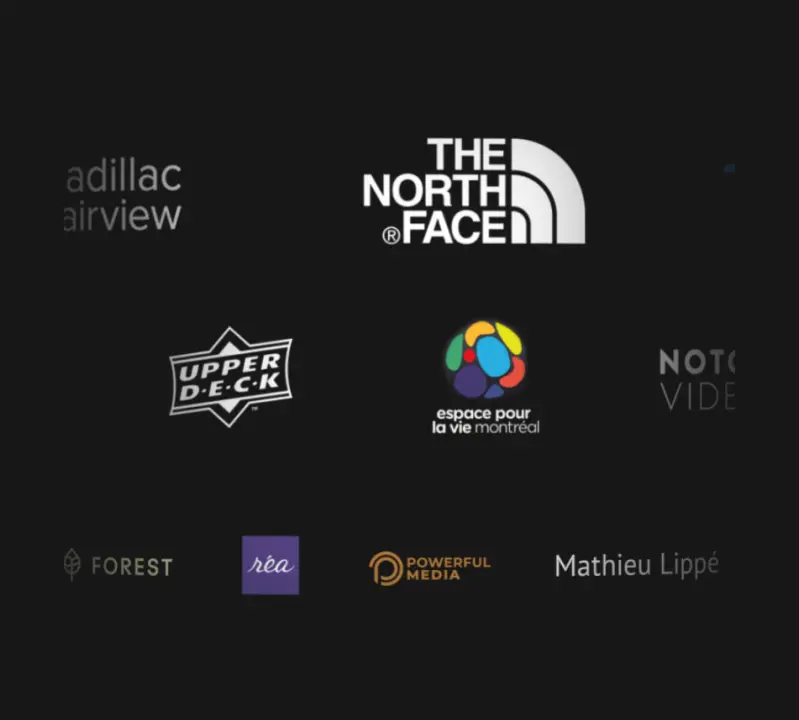 adillac
airview
THE
NORTH
® FACE
UPPER
D·E·C·K
™
espace pour
la vie montréal
NOTO
VIDE
FOREST
réa
POWERFUL
MEDIA
Mathieu Lippé